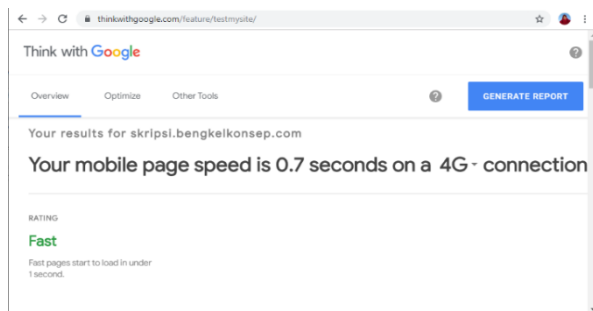 thinkwithgoogle.com/feature/testmysite/
Think with Google
Overview Optimize Other Tools GENERATE REPORT
Your results for skripsi.bengkelkonsep.com
Your mobile page speed is 0.7 seconds on a 4G connection
RATING
Fast
Fast pages start to load in under
1 second.